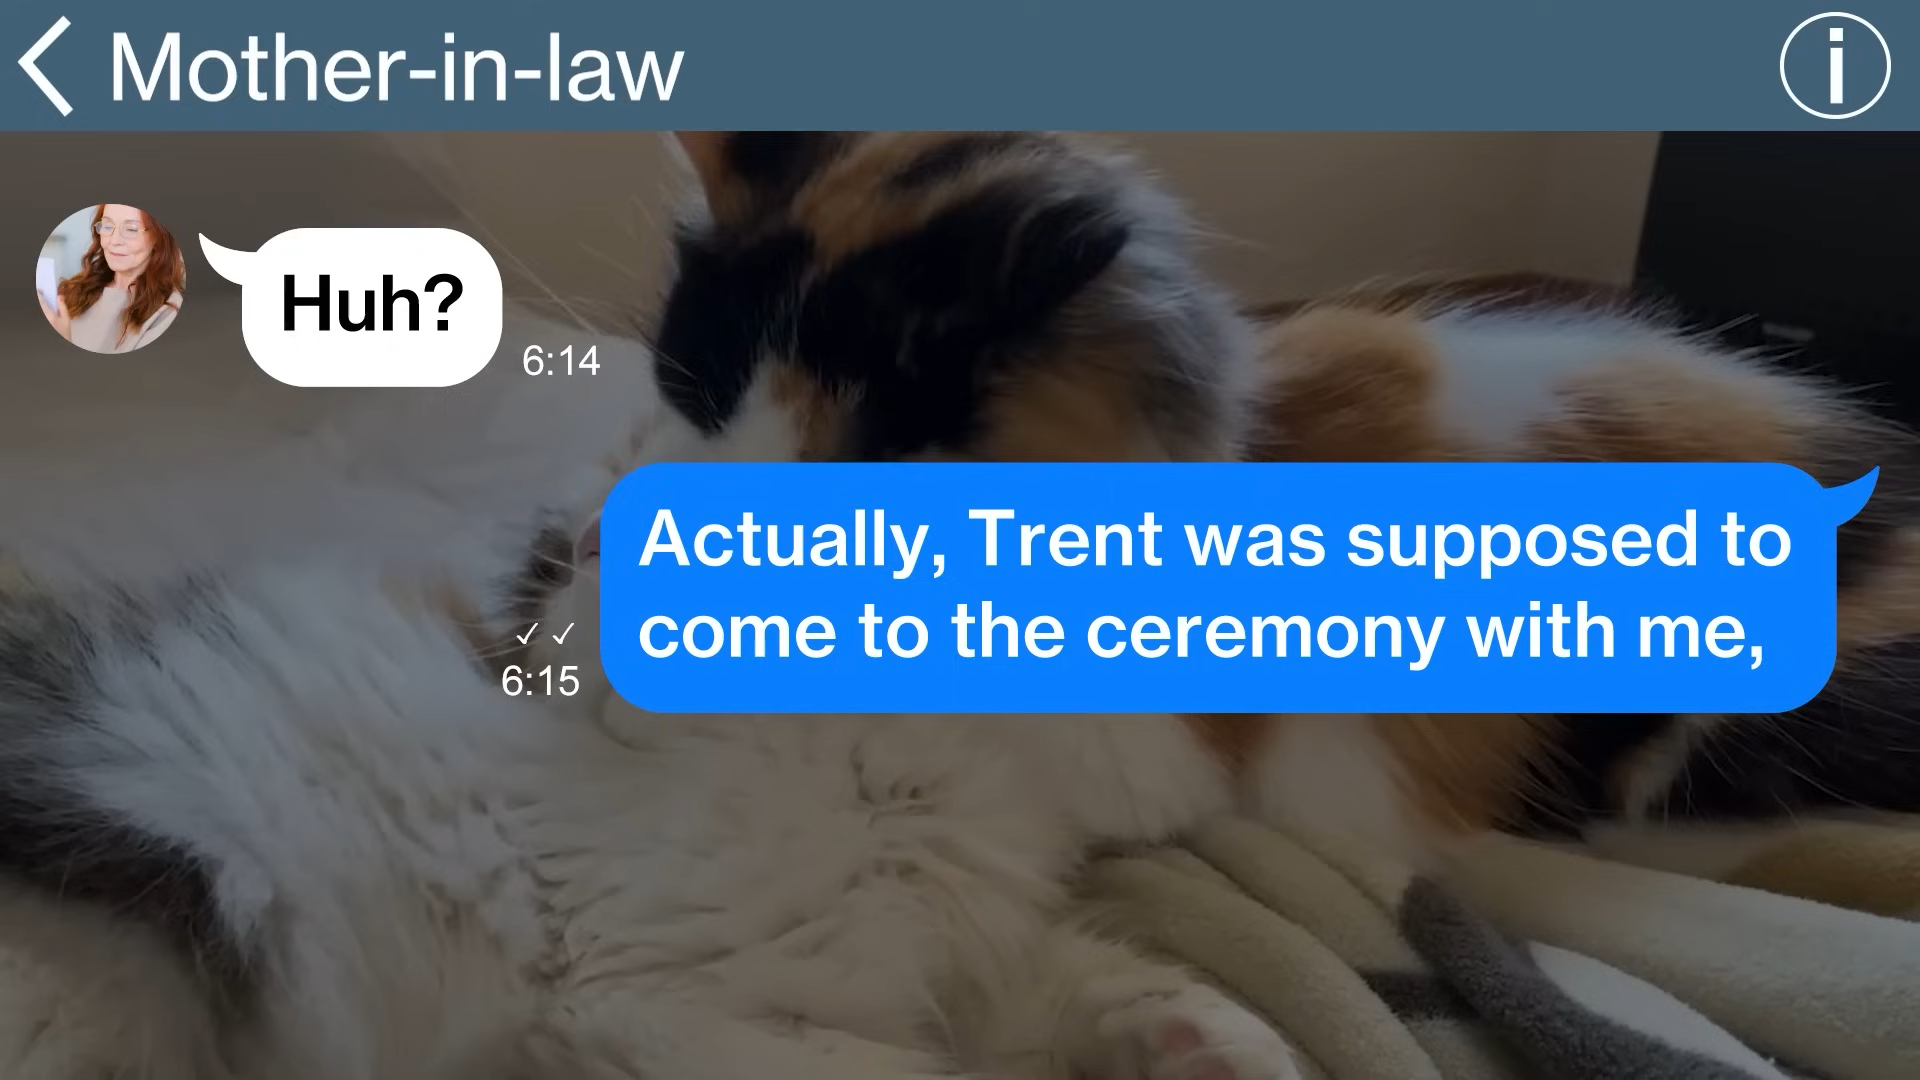 Mother-in-law
Huh?
6:14
Actually, Trent was supposed to
come to the ceremony with me,
✓ ✓
6:15